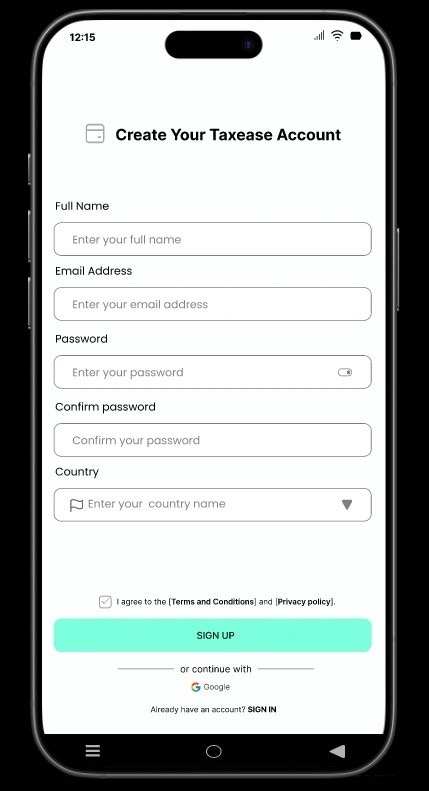 12:15
Create Your Taxease Account
Full Name
Enter your full name
Email Address
Enter your email address
Password
Enter your password
Confirm password
Confirm your password
Country
Enter your  country name
I agree to the [Terms and Conditions] and [Privacy policy].
SIGN UP
or continue with
Google
Already have an account? SIGN IN